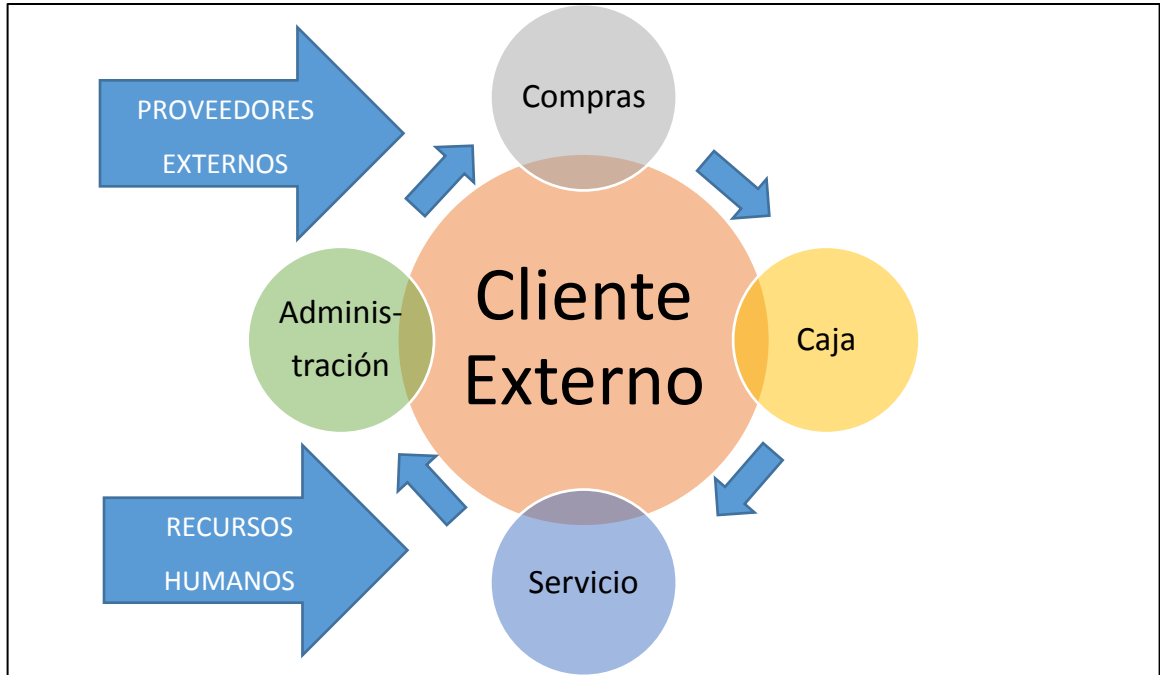 PROVEEDORES
EXTERNOS
Compras
Adminis-
tración
Cliente
Externo
Caja
RECURSOS
HUMANOS
Servicio